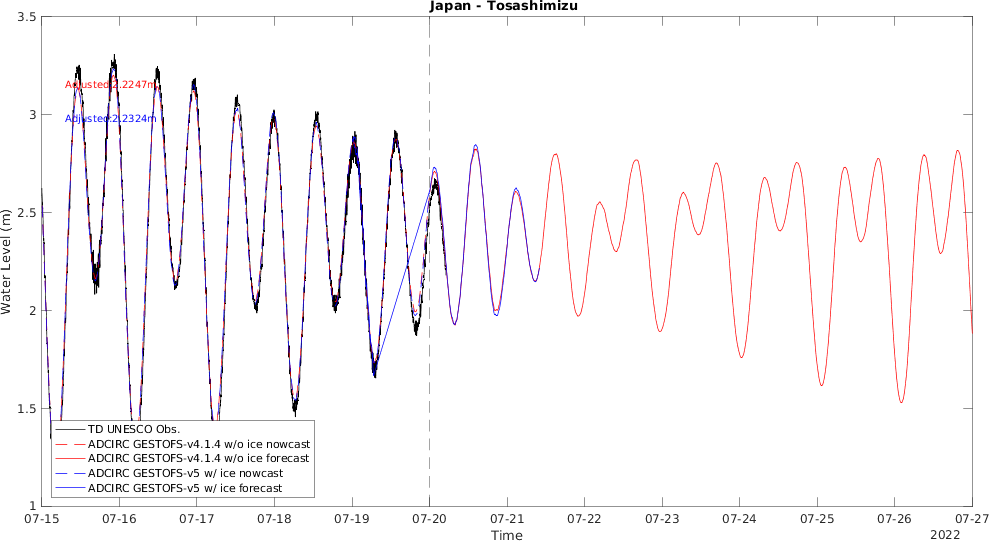 Japan - Tosashimizu
3.5
3
2.5
2
1.5
1
Water Level (m)
Adjusted:2.2247m
Adjusted:2.2324m
TD UNESCO Obs.
ADCIRC GESTOFS-v4.1.4 w/o ice nowcast
ADCIRC GESTOFS-v4.1.4 w/o ice forecast
ADCIRC GESTOFS-v5 w/ ice nowcast
ADCIRC GESTOFS-v5 w/ ice forecast
07-15 07-16 07-17 07-18 07-19 07-20 07-21 07-22 07-23 07-24 07-25 07-26 07-27
Time
2022